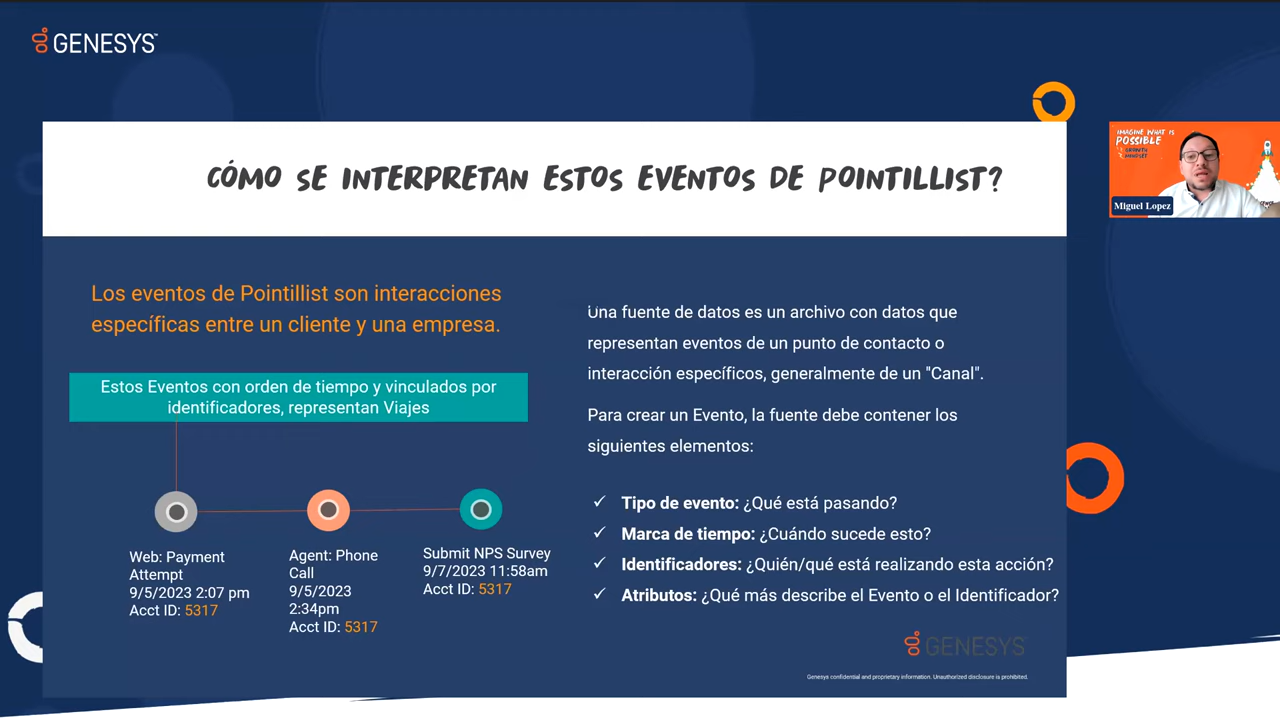 GENESYS™
CÓMO SE INTERPRETAN ESTOS EVENTOS DE POINTILLIST?
IMAGINE WHAT IS
POSSIBLE
GROWTH
MINDSET
Miguel Lopez
Los eventos de Pointillist son interacciones
específicas entre un cliente y una empresa.
Estos Eventos con orden de tiempo y vinculados por
identificadores, representan Viajes
Web: Payment
Attempt
9/5/2023 2:07 pm
Acct ID: 5317
Agent: Phone
Call
9/5/2023
2:34pm
Acct ID: 5317
Submit NPS Survey
9/7/2023 11:58am
Acct ID: 5317
Una fuente de datos es un archivo con datos que
representan eventos de un punto de contacto o
interacción específicos, generalmente de un "Canal".
Para crear un Evento, la fuente debe contener los
siguientes elementos:
✓ Tipo de evento: ¿Qué está pasando?
✓ Marca de tiempo: ¿Cuándo sucede esto?
✓ Identificadores: ¿Quién/qué está realizando esta acción?
✓ Atributos: ¿Qué más describe el Evento o el Identificador?
GENESYS
Genesys confidential and proprietary information. Unauthorized disclosure is prohibited.